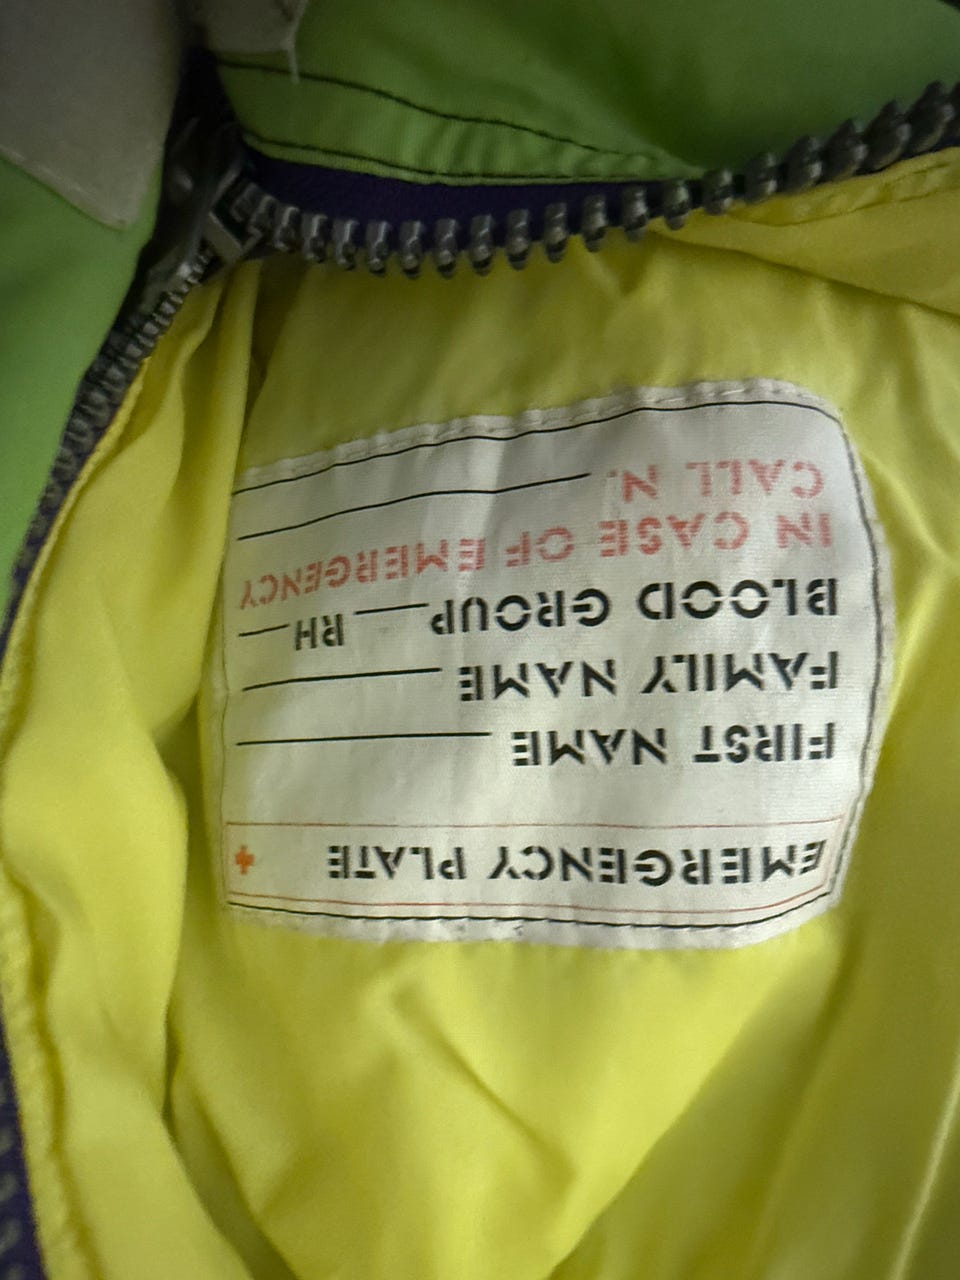 EMERGENCY PLATE
FIRST NAME
FAMILY NAME
BLOOD GROUP RH
IN CASE OF EMERGENCY
CALL N.